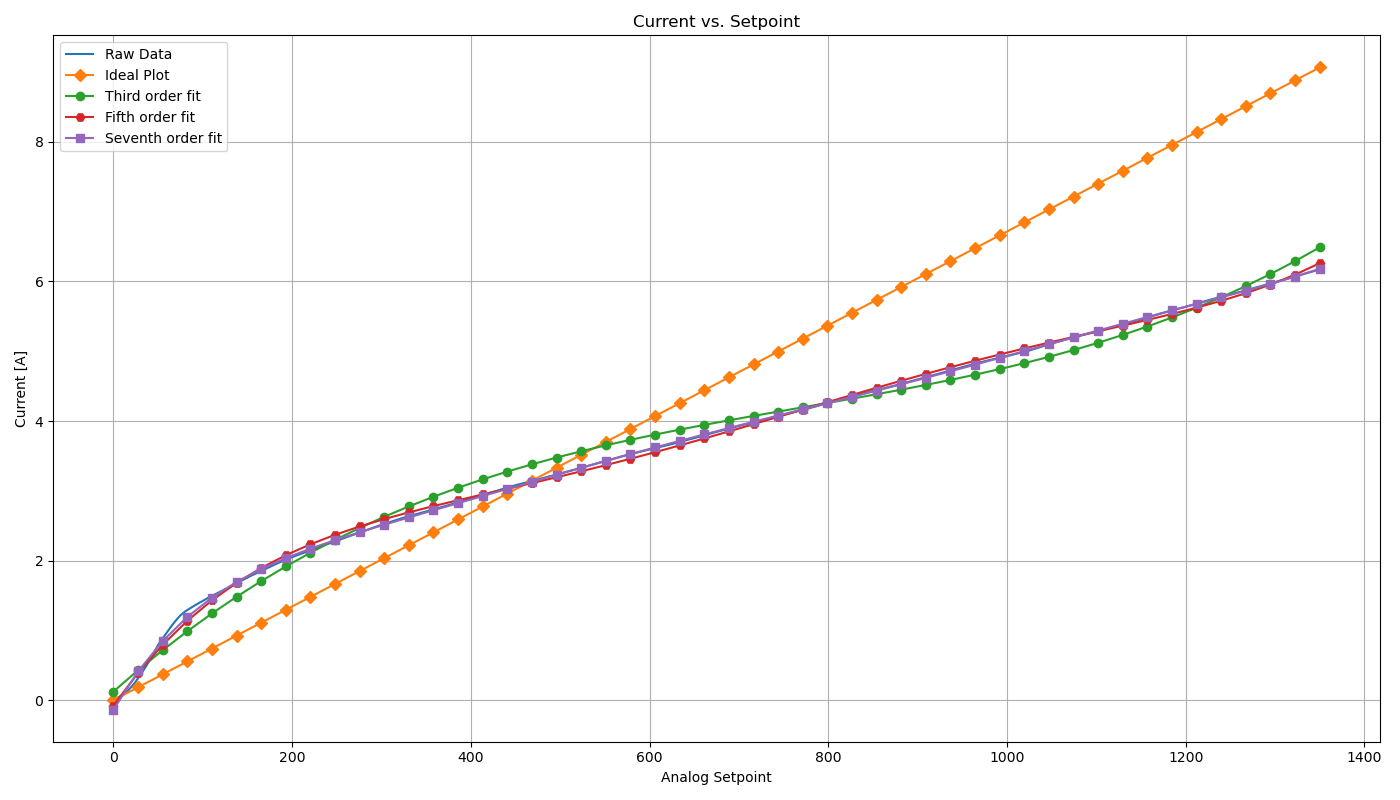 Current vs. Setpoint
Raw Data
Ideal Plot
Third order fit
Fifth order fit
Seventh order fit
Current [A]
8
6
4
2
0
0 200 400 600 800 1000 1200 1400
Analog Setpoint